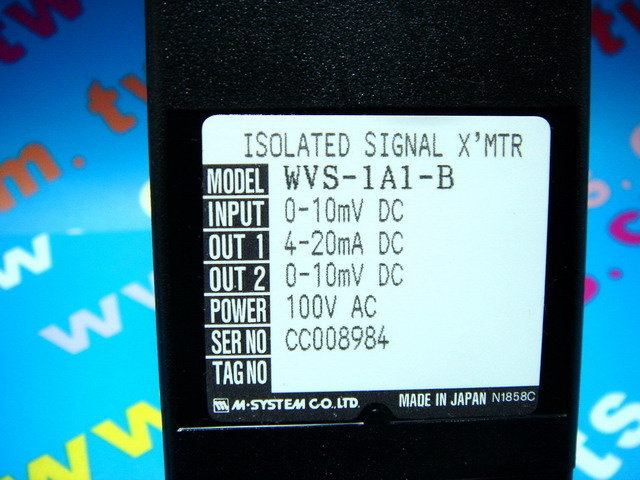 ISOLATED SIGNAL X'MTR
MODEL WVS-1A1-B
INPUT 0-10mV DC
OUT 1 4-20mA DC
OUT 2 0-10mV DC
POWER 100V AC
SER NO CC008984
TAG NO
M-SYSTEM CO., LTD. MADE IN JAPAN N1858C